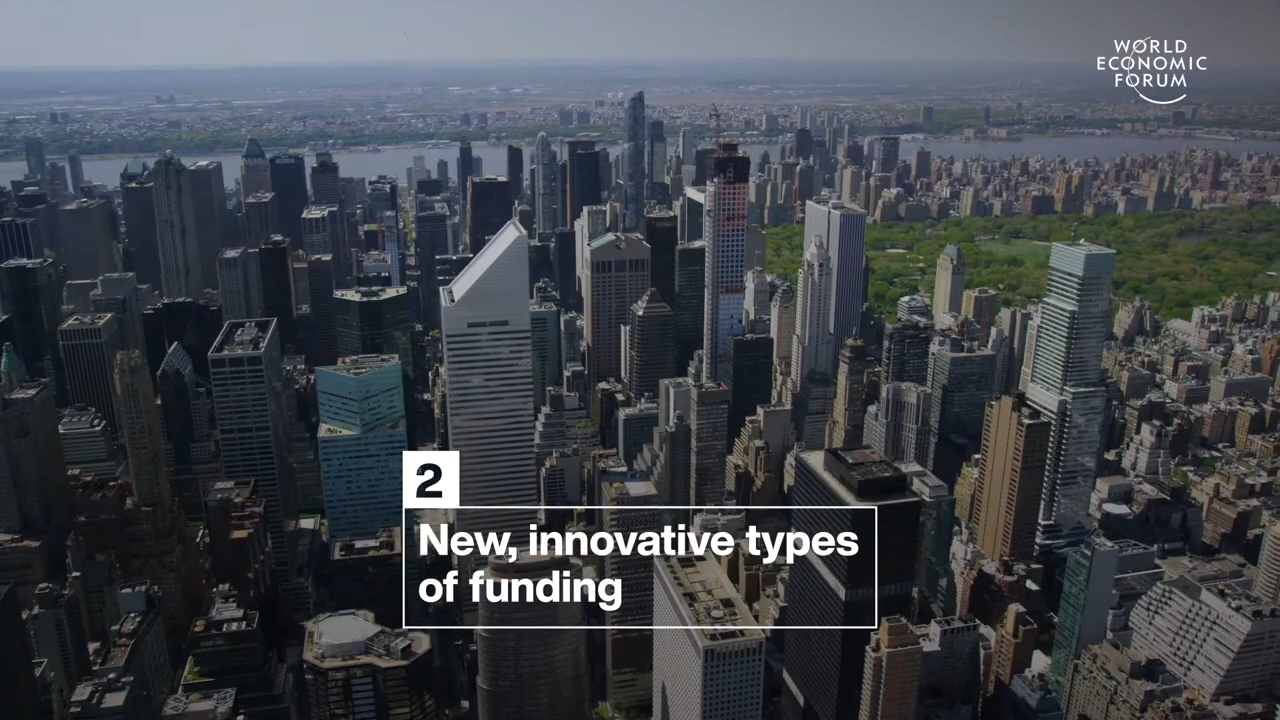 WORLD
ECONOMIC
FORUM
2
New, innovative types
of funding